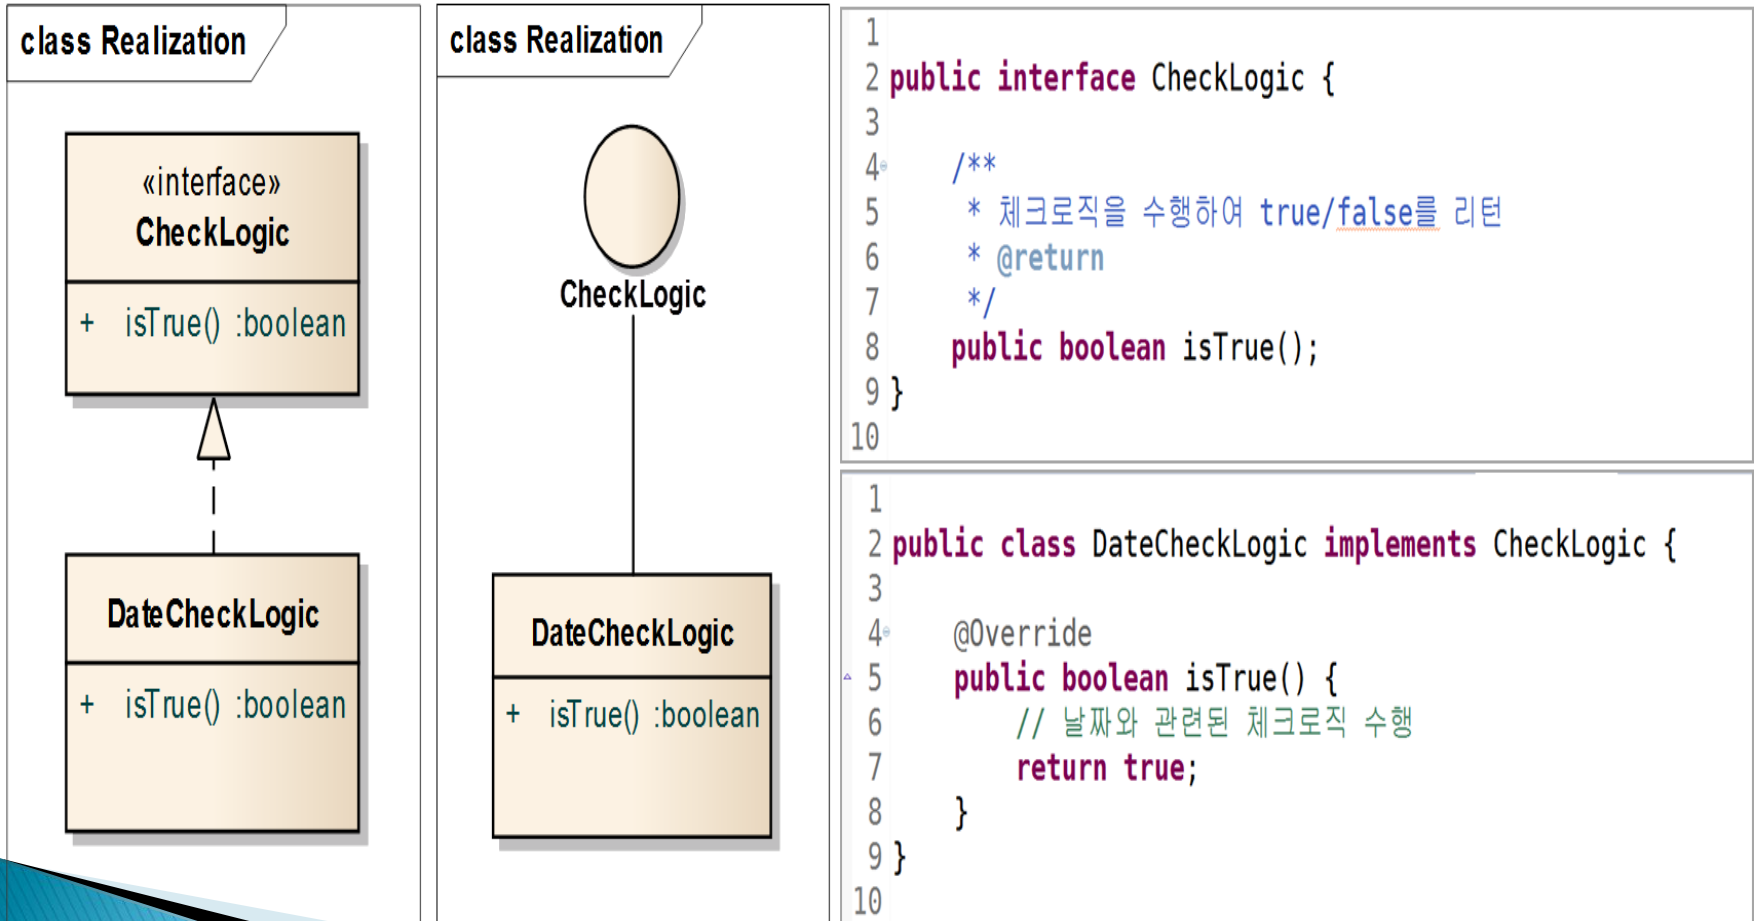 class Realization
«interface»
CheckLogic
+ isTrue() :boolean
DateCheckLogic
+ isTrue() :boolean
class Realization
CheckLogic
DateCheckLogic
+ isTrue() :boolean
1
2 public interface CheckLogic {
3
4 /**
5 * 체크로직을 수행하여 true/false를 리턴
6 * @return
7 */
8 public boolean isTrue();
9 }
10
1
2 public class DateCheckLogic implements CheckLogic {
3
4 @Override
5 public boolean isTrue() {
6 // 날짜와 관련된 체크로직 수행
7 return true;
8 }
9 }
10